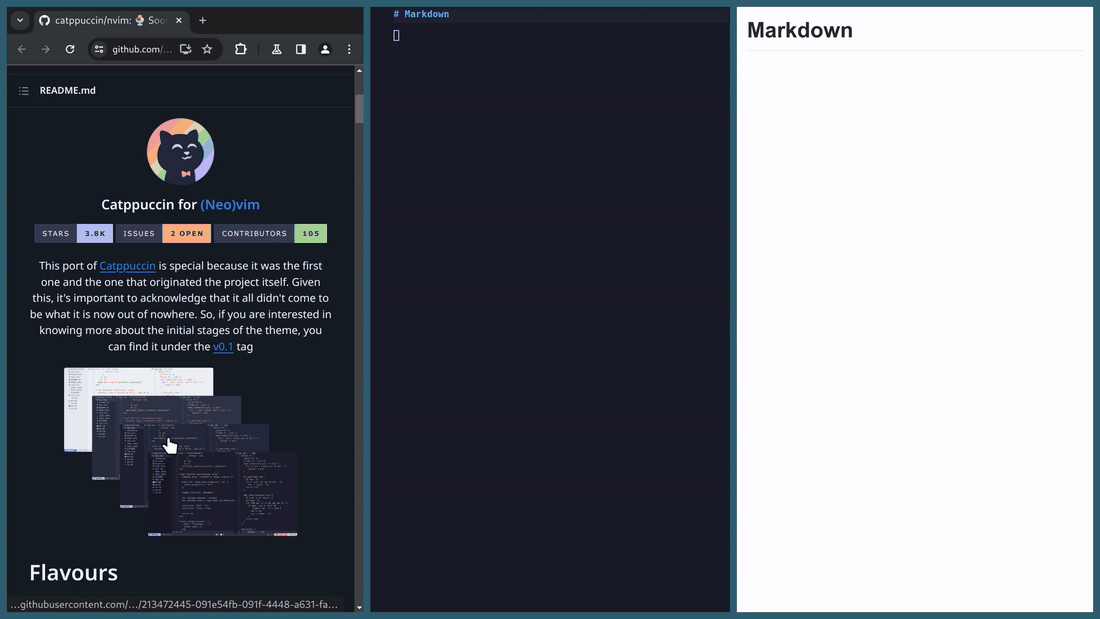 catppuccin/nvim: 🍨 Soo
github.com/...
README.md
Catppuccin for (Neo)vim
STARS 3.8K ISSUES 2 OPEN CONTRIBUTORS 105
This port of Catppuccin is special because it was the first
one and the one that originated the project itself. Given
this, it's important to acknowledge that it all didn't come to
be what it is now out of nowhere. So, if you are interested in
knowing more about the initial stages of the theme, you
can find it under the v0.1 tag
Flavours
...githubusercontent.com/.../213472445-091e54fb-091f-4448-a631-fa...
# Markdown
Markdown